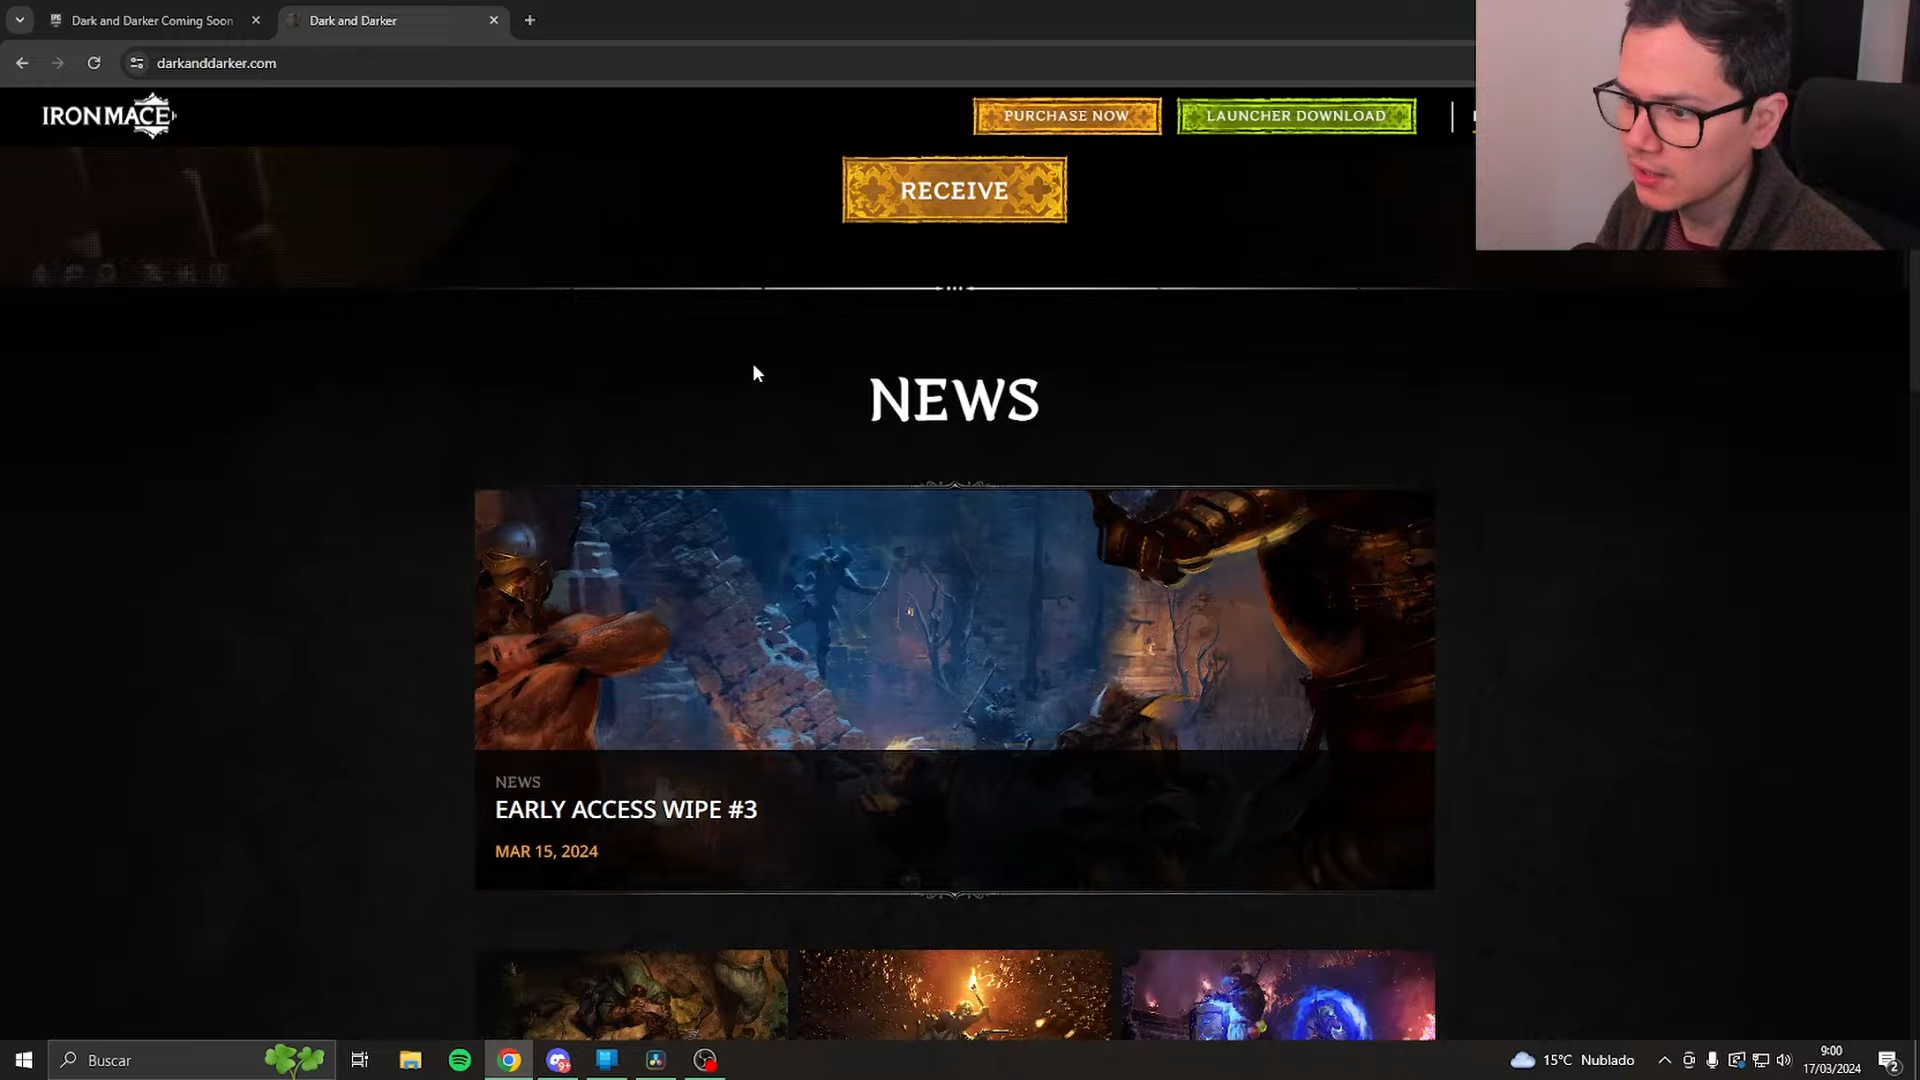 Dark and Darker Coming Soon
Dark and Darker
darkanddarker.com
IRONMACE
PURCHASE NOW
LAUNCHER DOWNLOAD
RECEIVE
NEWS
NEWS
EARLY ACCESS WIPE #3
MAR 15, 2024
Buscar
15°C Nublado
9:00
17/03/2024
2